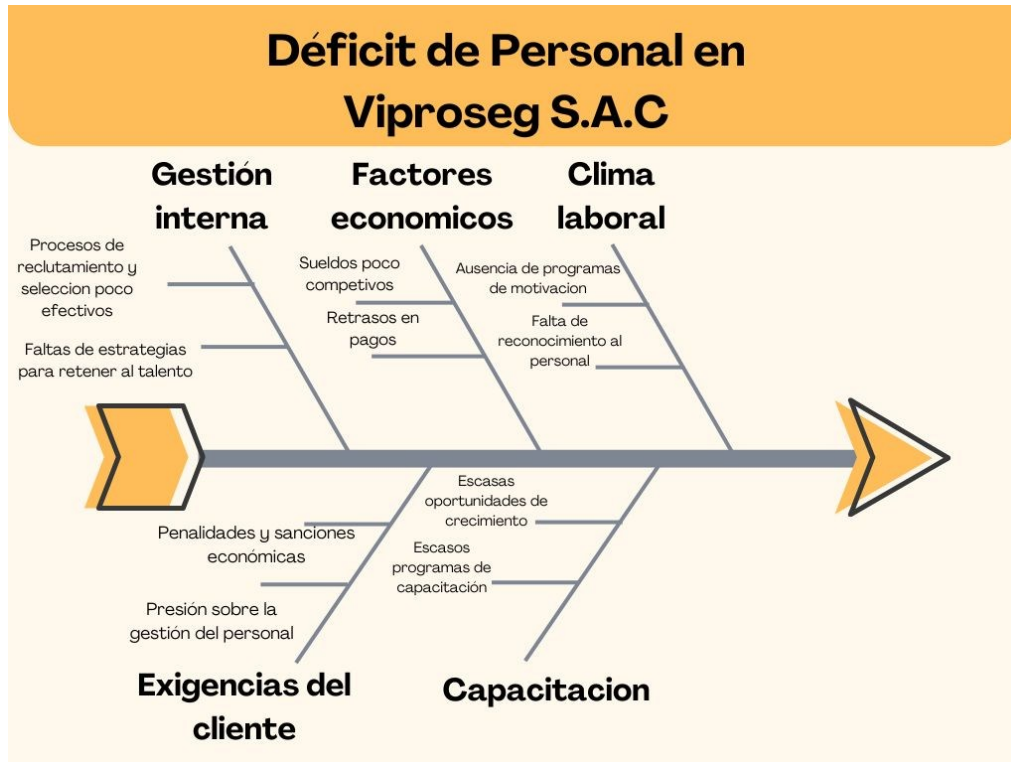 Déficit de Personal en
Viproseg S.A.C
Gestión
interna
Factores
economicos
Clima
laboral
Procesos de
reclutamiento y
seleccion poco
efectivos
Faltas de estrategias
para retener al talento
Sueldos poco
competivos
Retrasos en
pagos
Ausencia de programas
de motivacion
Falta de
reconocimiento al
personal
Penalidades y sanciones
económicas
Presión sobre la
gestión del personal
Escasas
oportunidades de
crecimiento
Escasos
programas de
capacitación
Exigencias del
cliente
Capacitacion